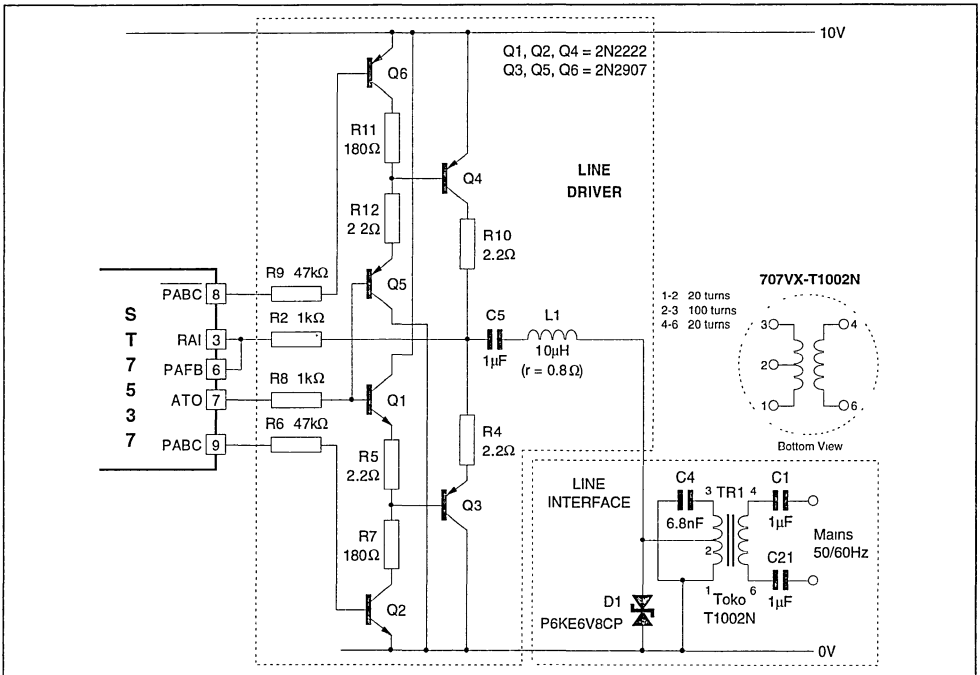 10V
Q1, Q2, Q4 = 2N2222
Q3, Q5, Q6 = 2N2907
Q6
R11
180Ω
Q4
LINE
DRIVER
R12
2 2Ω
R10
2.2Ω
707VX-T1002N
R9 47kΩ
Q5
1-2 20 turns
2-3 100 turns
4-6 20 turns
PABC 8
S
T
7
5
3
7
R2 1kΩ
C5
1µF
L1
10µH
(r = 0.8Ω)
3
4
2
1
6
RAI 3
PAFB 6
ATO 7
R8 1kΩ
Q1
R4
2.2Ω
Bottom View
PABC 9
R6 47kΩ
R5
2.2Ω
LINE
INTERFACE
C4
6.8nF
3
TR1
4
C1
1µF
Q3
R7
180Ω
2
Mains
50/60Hz
C21
1µF
1
6
Toko
T1002N
D1
P6KE6V8CP
Q2
0V